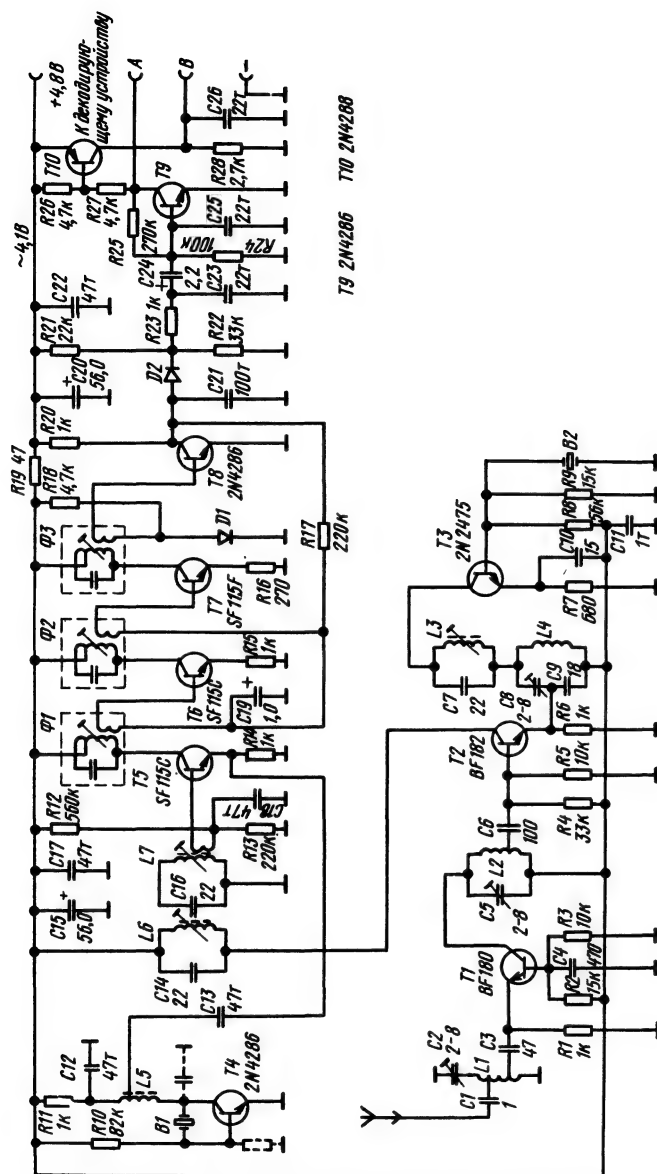 +4,8В
К декодирую-
щему устройству
А
В
−
~4,1В
R26
4,7к
R27
4,7к
T10
R25
270к
T9
C26
22т
R28
2,7к
C25
22т
R24
100к
C24
2,2
C23
22т
C22
47т
R21
22к
R23 1к
R22
33к
C20
56,0
D2
C21
100т
R20
1к
T8
2N4286
R19 47
R18
4,7к
D1
R17
220к
T9 2N4286 T10 2N4288
Ф3
T7
SF115F
R16
270
Ф2
T6
SF115C
R15
1к
C19
1,0
Ф1
T5
SF115C
R14
1к
R12
560к
C18
47т
R13
220к
L7
C16
22
C17
47т
C15
56,0
L6
C14
22
C13
47т
C12
47т
L5
R11
1к
R10
82к
B1
T4
2N4286
T3
2N2475
B2
R9
15к
R8
56к
C10
15
C11
1т
R7
680
L3
C7
22
L4
C8
2-8
C9
18
T2
BF182
R6
1к
R5
10к
R4
33к
C6
100
L2
C5
2-8
T1
BF180
R3
10к
C4
470
R2
15к
R1
1к
C2
2-8
C3
47
L1
C1
1